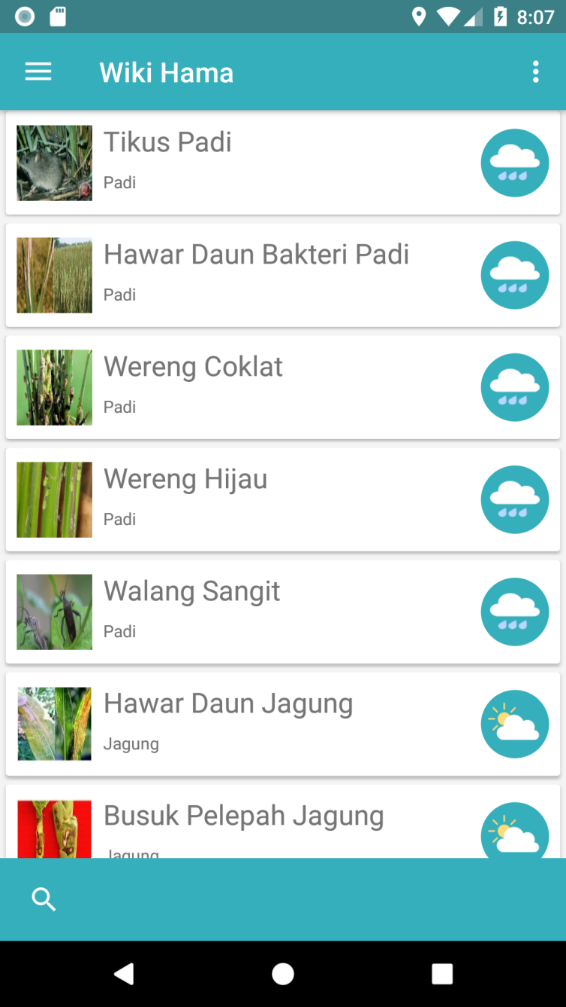 8:07
Wiki Hama
Tikus Padi
Padi
Hawar Daun Bakteri Padi
Padi
Wereng Coklat
Padi
Wereng Hijau
Padi
Walang Sangit
Padi
Hawar Daun Jagung
Jagung
Busuk Pelepah Jagung
Jagung